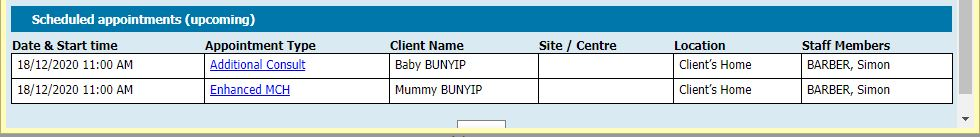 Scheduled appointments (upcoming)
Date & Start time Appointment Type Client Name Site / Centre Location Staff Members
18/12/2020 11:00 AM Additional Consult Baby BUNYIP Client's Home BARBER, Simon
18/12/2020 11:00 AM Enhanced MCH Mummy BUNYIP Client's Home BARBER, Simon